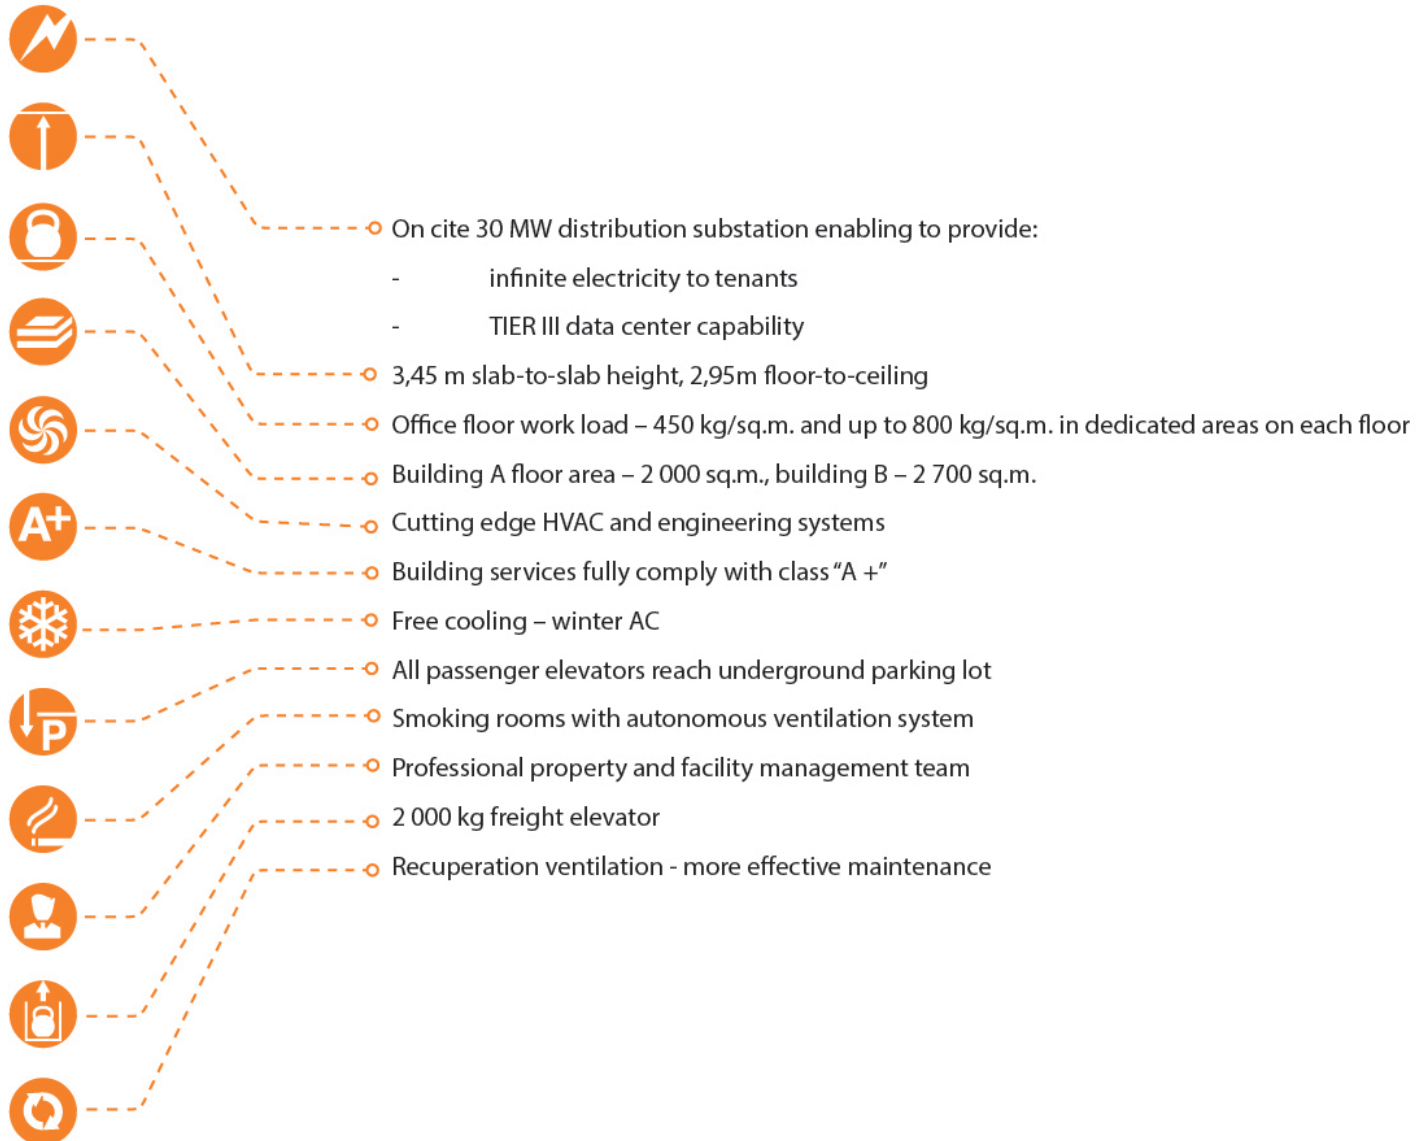 On cite 30 MW distribution substation enabling to provide:
- infinite electricity to tenants
- TIER III data center capability
3,45 m slab-to-slab height, 2,95m floor-to-ceiling
Office floor work load – 450 kg/sq.m. and up to 800 kg/sq.m. in dedicated areas on each floor
Building A floor area – 2 000 sq.m., building B – 2 700 sq.m.
Cutting edge HVAC and engineering systems
A+
Building services fully comply with class “A +”
Free cooling – winter AC
All passenger elevators reach underground parking lot
P
Smoking rooms with autonomous ventilation system
Professional property and facility management team
2 000 kg freight elevator
Recuperation ventilation - more effective maintenance